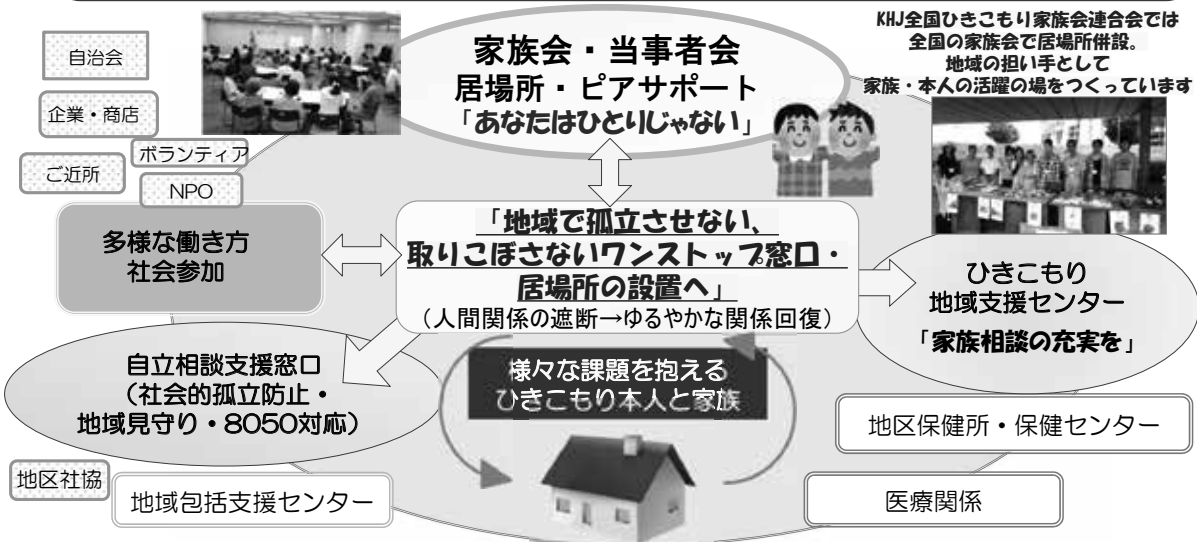 KHJ全国ひきこもり家族会連合会では
全国の家族会で居場所併設。
地域の担い手として
家族・本人の活躍の場をつくっています
自治会
企業・商店
ボランティア
ご近所
NPO
家族会・当事者会
居場所・ピアサポート
「あなたはひとりじゃない」
多様な働き方
社会参加
「地域で孤立させない、
取りこぼさないワンストップ窓口・
居場所の設置へ」
（人間関係の遮断→ゆるやかな関係回復）
ひきこもり
地域支援センター
「家族相談の充実を」
自立相談支援窓口
（社会的孤立防止・
地域見守り・8050対応）
様々な課題を抱える
ひきこもり本人と家族
地区保健所・保健センター
地区社協
地域包括支援センター
医療関係